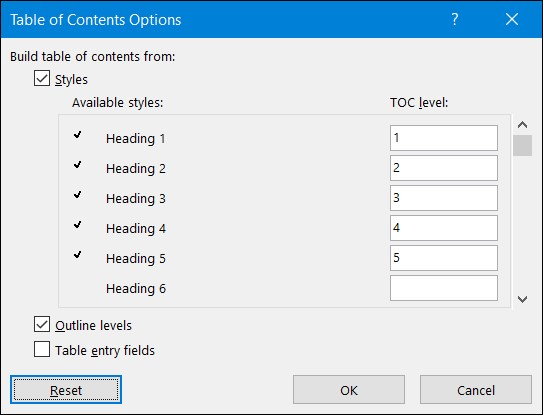 Table of Contents Options ?
Build table of contents from:
Styles
Available styles: TOC level:
Heading 1 1
Heading 2 2
Heading 3 3
Heading 4 4
Heading 5 5
Heading 6
Outline levels
Table entry fields
Reset OK Cancel